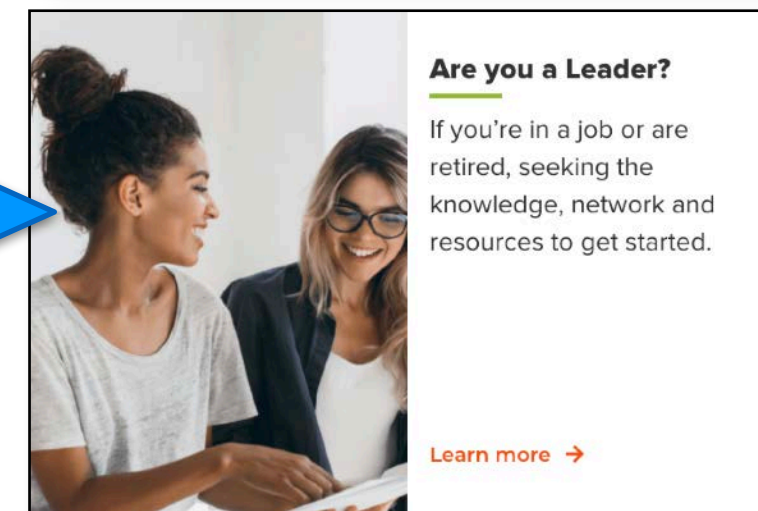 Are you a Leader?
If you’re in a job or are
retired, seeking the
knowledge, network and
resources to get started.
Learn more →